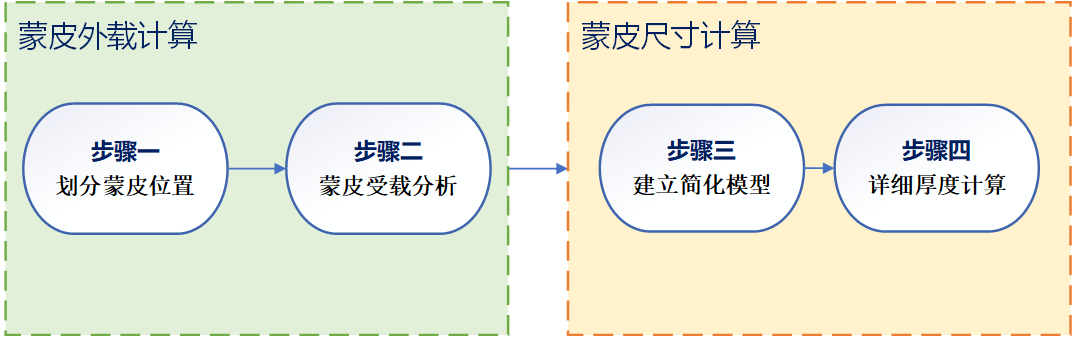 蒙皮外载计算
步骤一
划分蒙皮位置
步骤二
蒙皮受载分析
蒙皮尺寸计算
步骤三
建立简化模型
步骤四
详细厚度计算